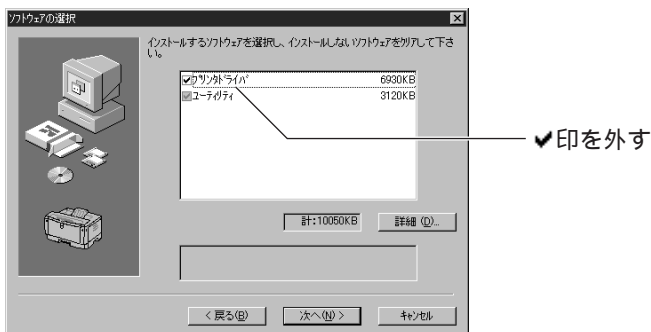 ソフトウェアの選択
インストールするソフトウェアを選択し、インストールしないソフトウェアをクリアして下さ
い。
✔プリンタドライバ 6930KB
✔ユーティリティ 3120KB
✔印を外す
計:10050KB
詳細 (D)...
< 戻る(B)
次へ(N) >
キャンセル